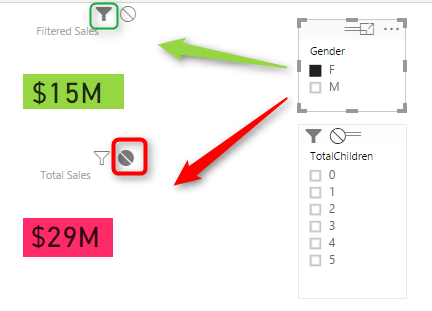 Filtered Sales
$15M
Total Sales
$29M
Gender
F
M
TotalChildren
0
1
2
3
4
5